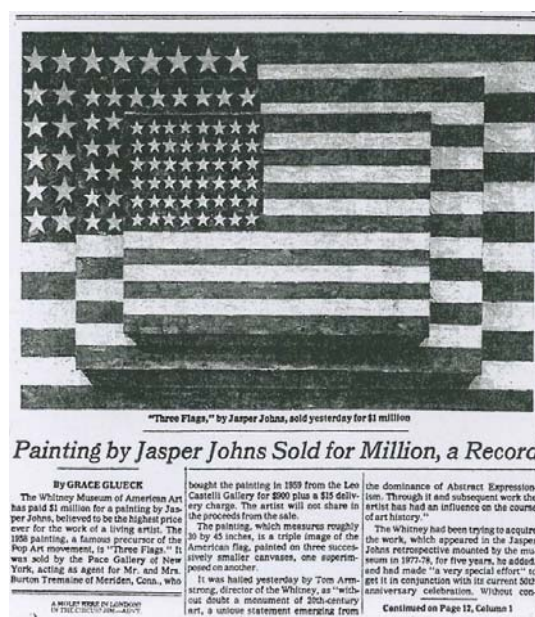 "Three Flags," by Jasper Johns, sold yesterday for $1 million
Painting by Jasper Johns Sold for Million, a Record
By GRACE GLUECK
The Whitney Museum of American Art
has paid $1 million for a painting by Jas-
per Johns, believed to be the highest price
ever for the work of a living artist. The
1958 painting, a famous precursor of the
Pop Art movement, is "Three Flags." It
was sold by the Pace Gallery of New
York, acting as agent for Mr. and Mrs.
Burton Tremaine of Meriden, Conn., who
bought the painting in 1959 from the Leo
Castelli Gallery for $900 plus a $15 deliv-
ery charge. The artist will not share in
the proceeds from the sale.
The painting, which measures roughly
30 by 45 inches, is a triple image of the
American flag, painted on three succes-
sively smaller canvases, one superim-
posed on another.
It was hailed yesterday by Tom Arm-
strong, director of the Whitney, as "with-
out doubt a monument of 20th-century
art, a unique statement emerging from
the dominance of Abstract Expression-
ism. Through it and subsequent work the
artist has had an influence on the course
of art history."
The Whitney had been trying to acquire
the work, which appeared in the Jasper
Johns retrospective mounted by the mu-
seum in 1977-78, for five years, he added,
and had made "a very special effort" to
get it in conjunction with its current 50th
anniversary celebration. Without con-
Continued on Page 12, Column 1